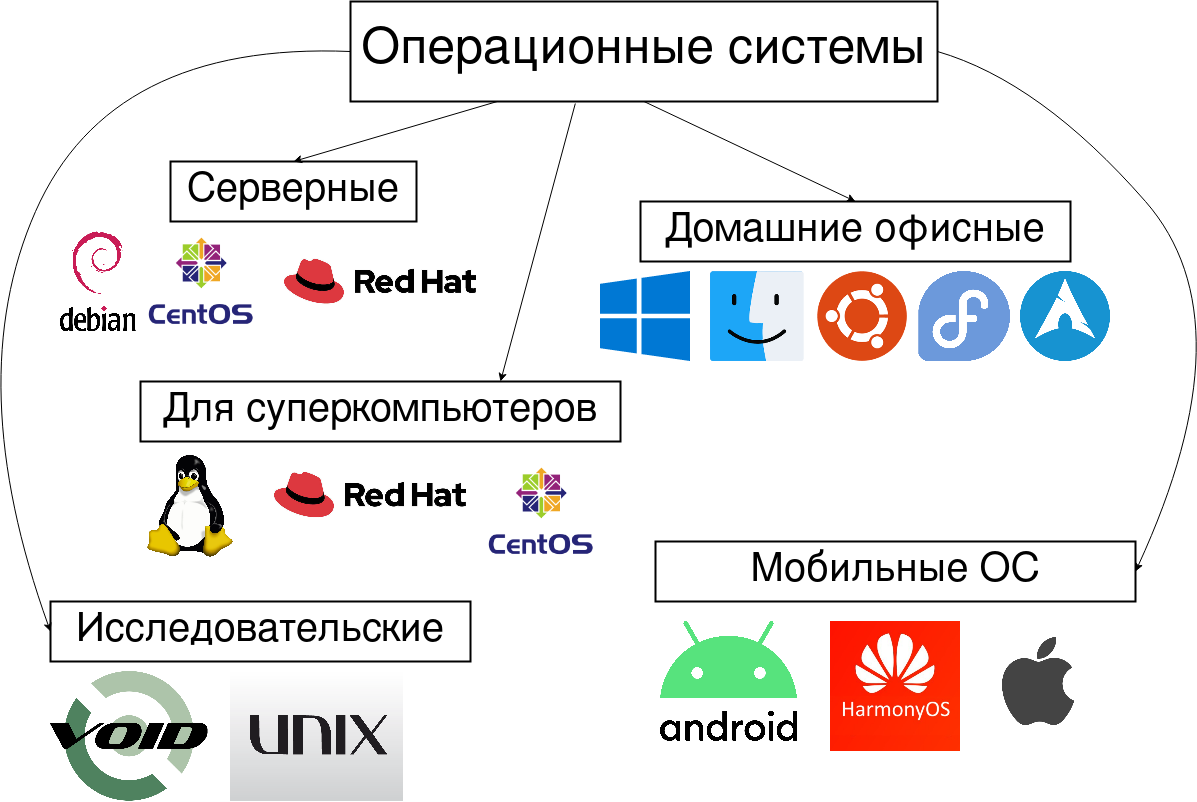 Операционные системы
Серверные
Домашние офисные
debian
CentOS
Red Hat
Для суперкомпьютеров
Red Hat
CentOS
Исследовательские
Мобильные ОС
VOID
UNIX
android
HarmonyOS